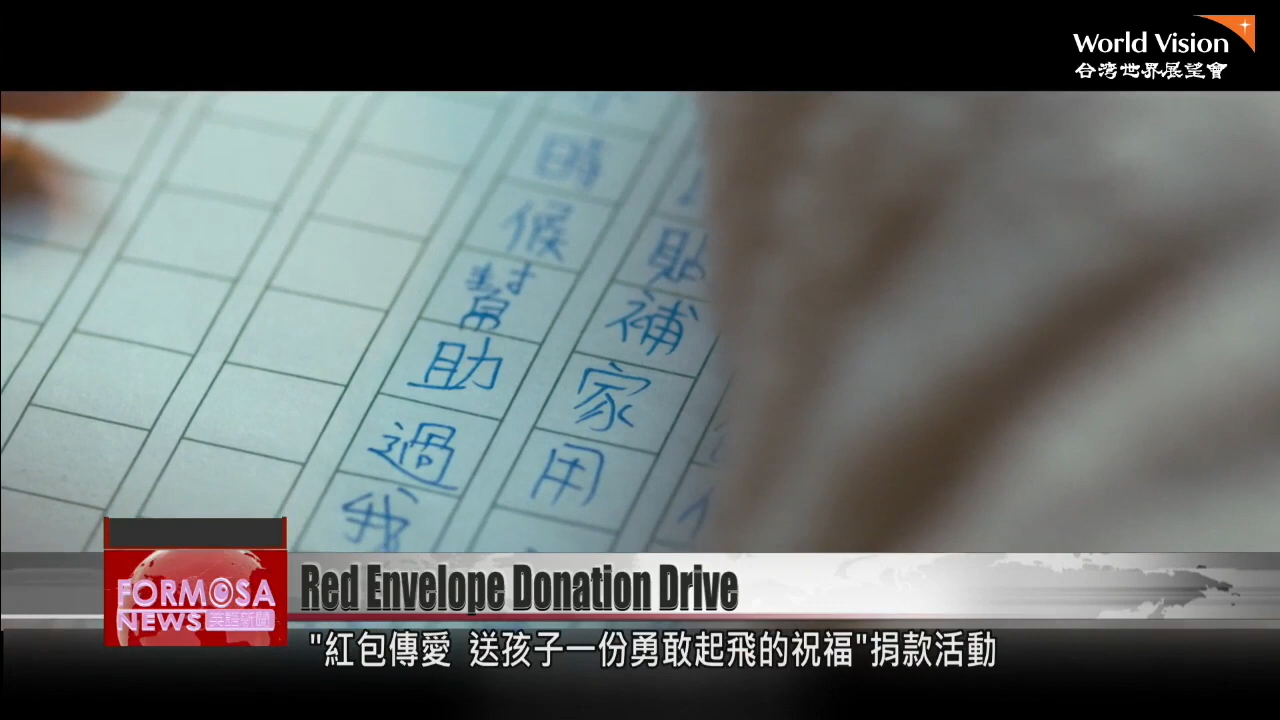 World Vision
台灣世界展望會
貼補家用
時候幫助過我
Red Envelope Donation Drive
FORMOSA
NEWS 英語新聞
"紅包傳愛 送孩子一份勇敢起飛的祝福"捐款活動